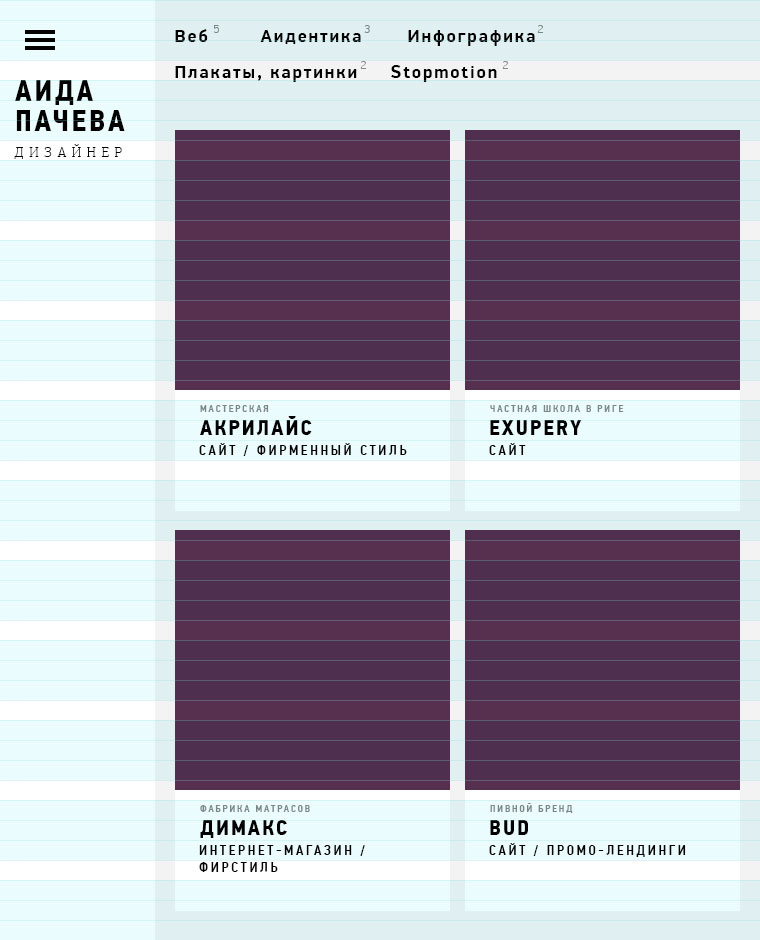 Веб 5 Аидентика 3 Инфографика 2
Плакаты, картинки 2 Stopmotion 2
АИДА
ПАЧЕВА
ДИЗАЙНЕР
МАСТЕРСКАЯ
АКРИЛАЙС
САЙТ / ФИРМЕННЫЙ СТИЛЬ
ЧАСТНАЯ ШКОЛА В РИГЕ
EXUPERY
САЙТ
ФАБРИКА МАТРАСОВ
ДИМАКС
ИНТЕРНЕТ-МАГАЗИН /
ФИРСТИЛЬ
ПИВНОЙ БРЕНД
BUD
САЙТ / ПРОМО-ЛЕНДИНГИ